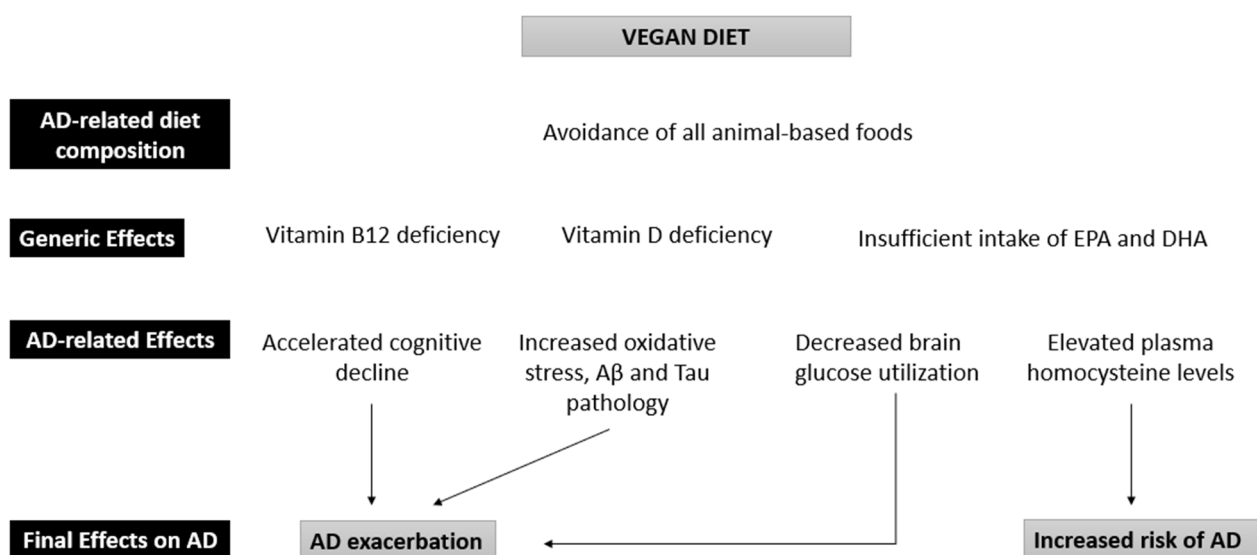 VEGAN DIET
AD-related diet
composition
Avoidance of all animal-based foods
Generic Effects
Vitamin B12 deficiency
Vitamin D deficiency
Insufficient intake of EPA and DHA
AD-related Effects
Accelerated cognitive
decline
Increased oxidative
stress, Aβ and Tau
pathology
Decreased brain
glucose utilization
Elevated plasma
homocysteine levels
Final Effects on AD
AD exacerbation
Increased risk of AD